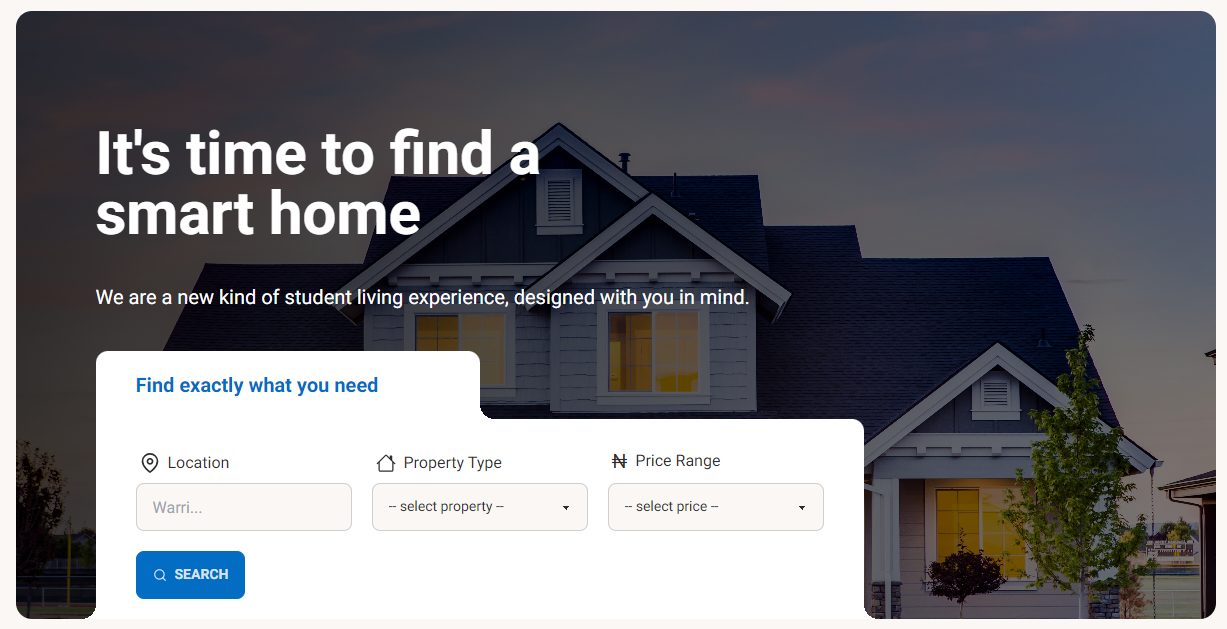 It's time to find a
smart home
We are a new kind of student living experience, designed with you in mind.
Find exactly what you need
Location
Property Type
₦ Price Range
Warri...
-- select property --
-- select price --
SEARCH